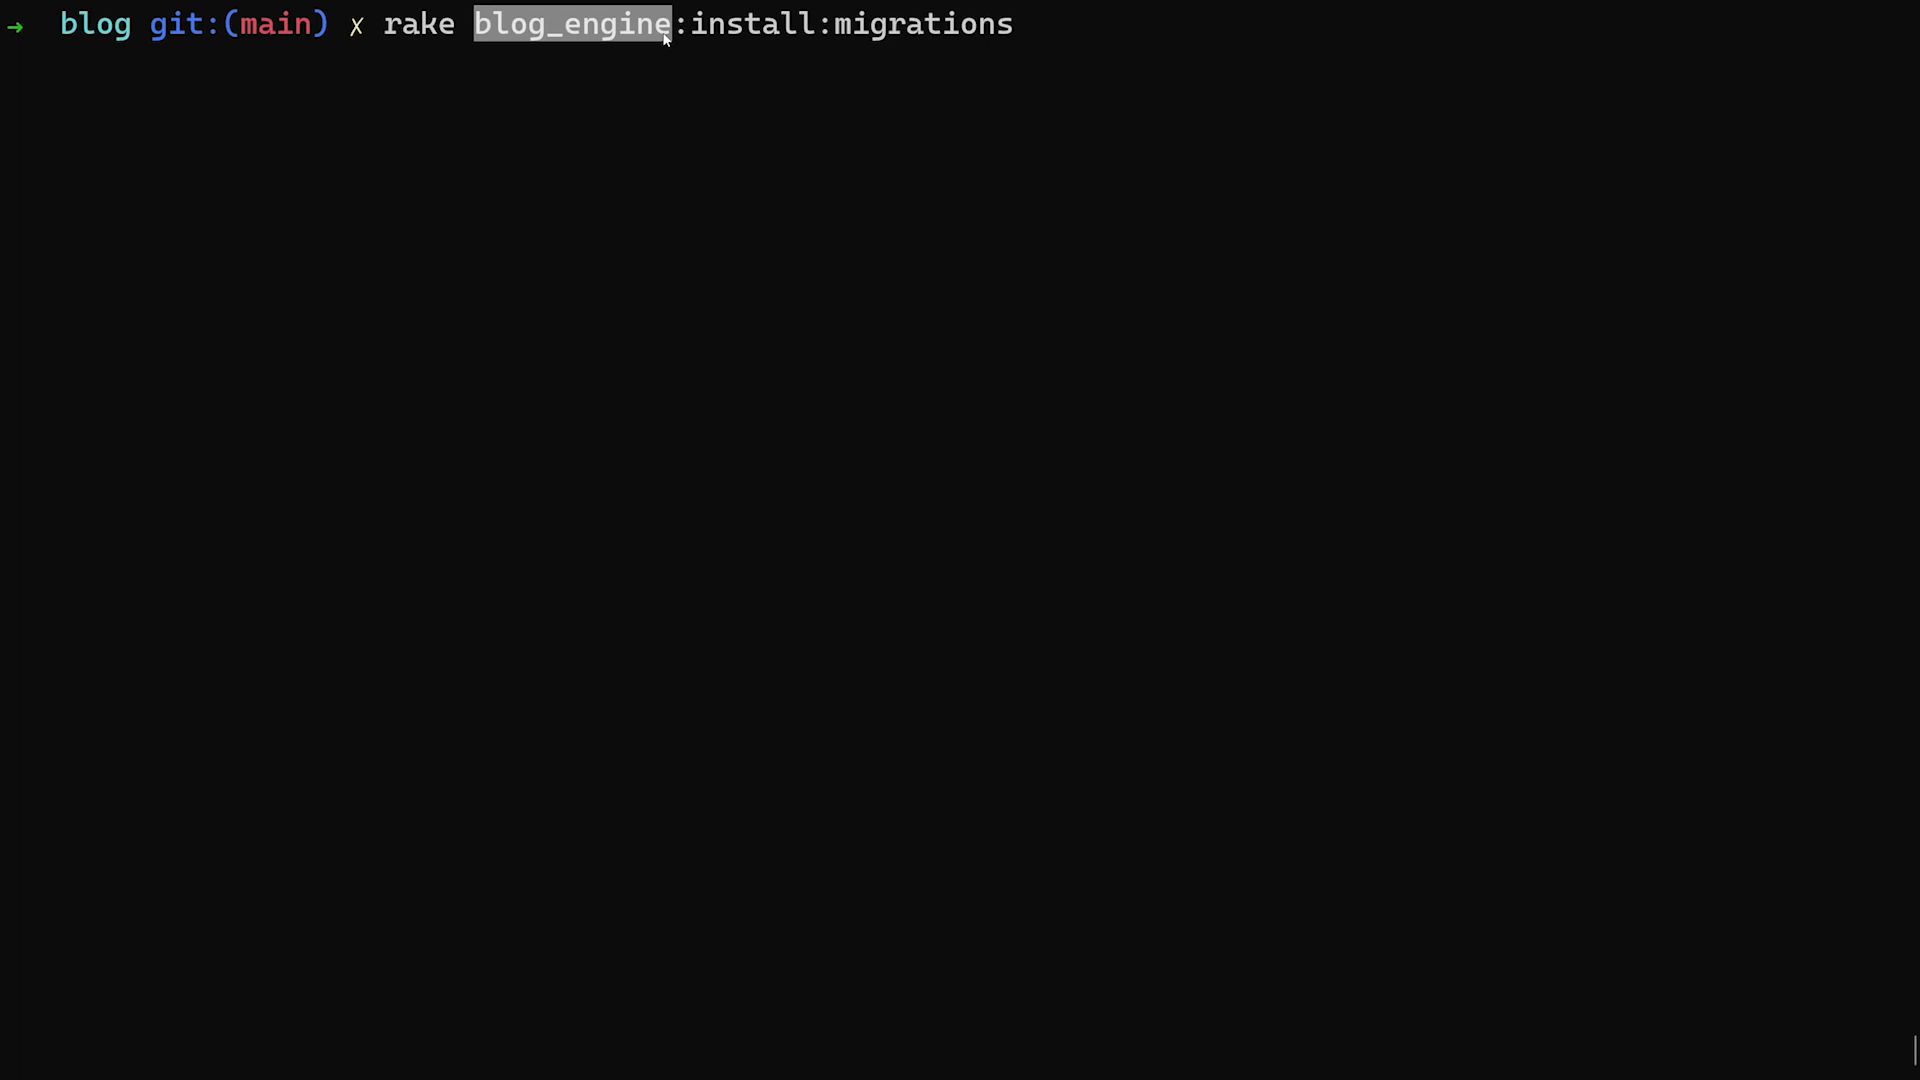 → blog git:(main) ✗ rake blog_engine:install:migrations